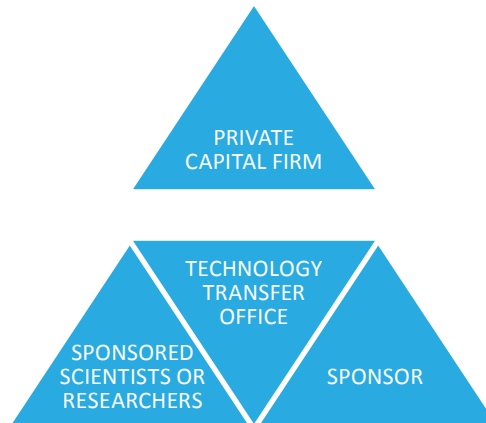 PRIVATE
CAPITAL FIRM
TECHNOLOGY
TRANSFER
OFFICE
SPONSORED
SCIENTISTS OR
RESEARCHERS
SPONSOR